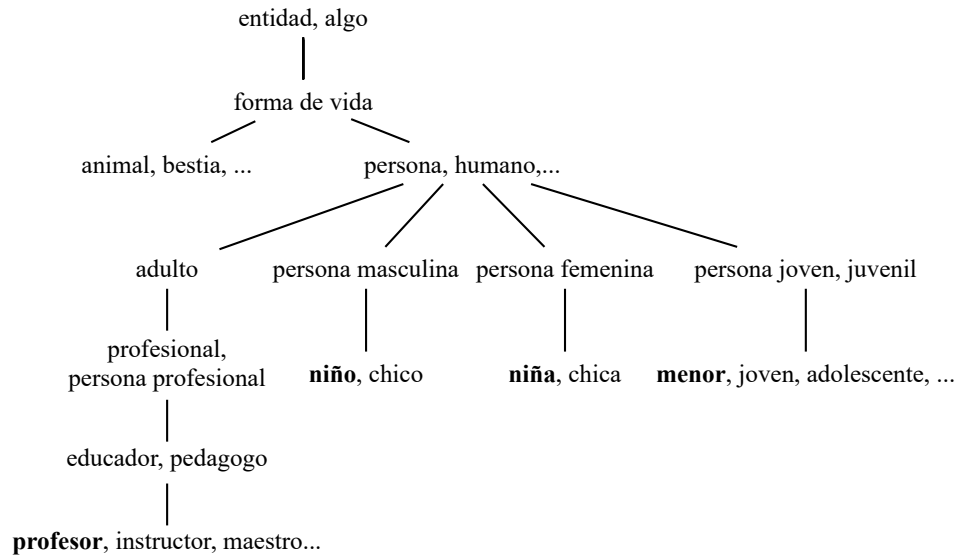 entidad, algo
forma de vida
animal, bestia, ...
persona, humano,...
adulto
persona masculina
persona femenina
persona joven, juvenil
profesional,
persona profesional
niño, chico
niña, chica
menor, joven, adolescente, ...
educador, pedagogo
profesor, instructor, maestro...